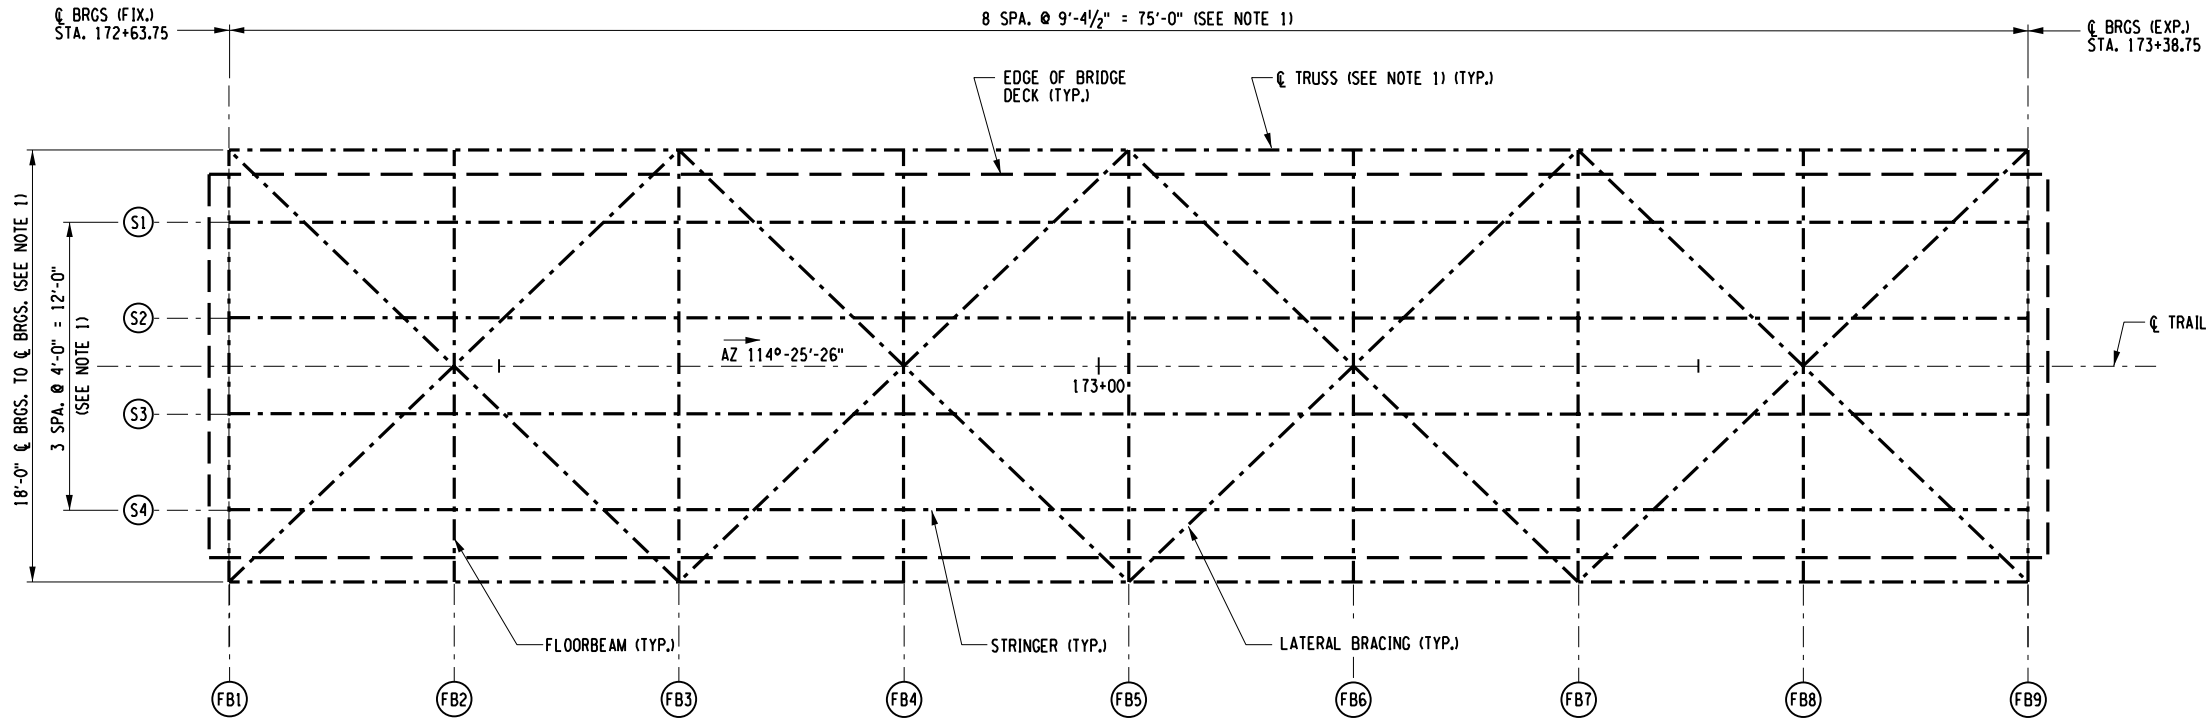 ℄ BRGS (FIX.)
STA. 172+63.75
8 SPA. @ 9'-4½" = 75'-0" (SEE NOTE 1)
℄ BRGS (EXP.)
STA. 173+38.75
EDGE OF BRIDGE
DECK (TYP.)
℄ TRUSS (SEE NOTE 1) (TYP.)
18'-0" ℄ BRGS. TO ℄ BRGS. (SEE NOTE 1)
3 SPA. @ 4'-0" = 12'-0"
(SEE NOTE 1)
S1
S2
S3
S4
AZ 114°-25'-26"
173+00
℄ TRAIL
FLOORBEAM (TYP.)
STRINGER (TYP.)
LATERAL BRACING (TYP.)
FB1
FB2
FB3
FB4
FB5
FB6
FB7
FB8
FB9